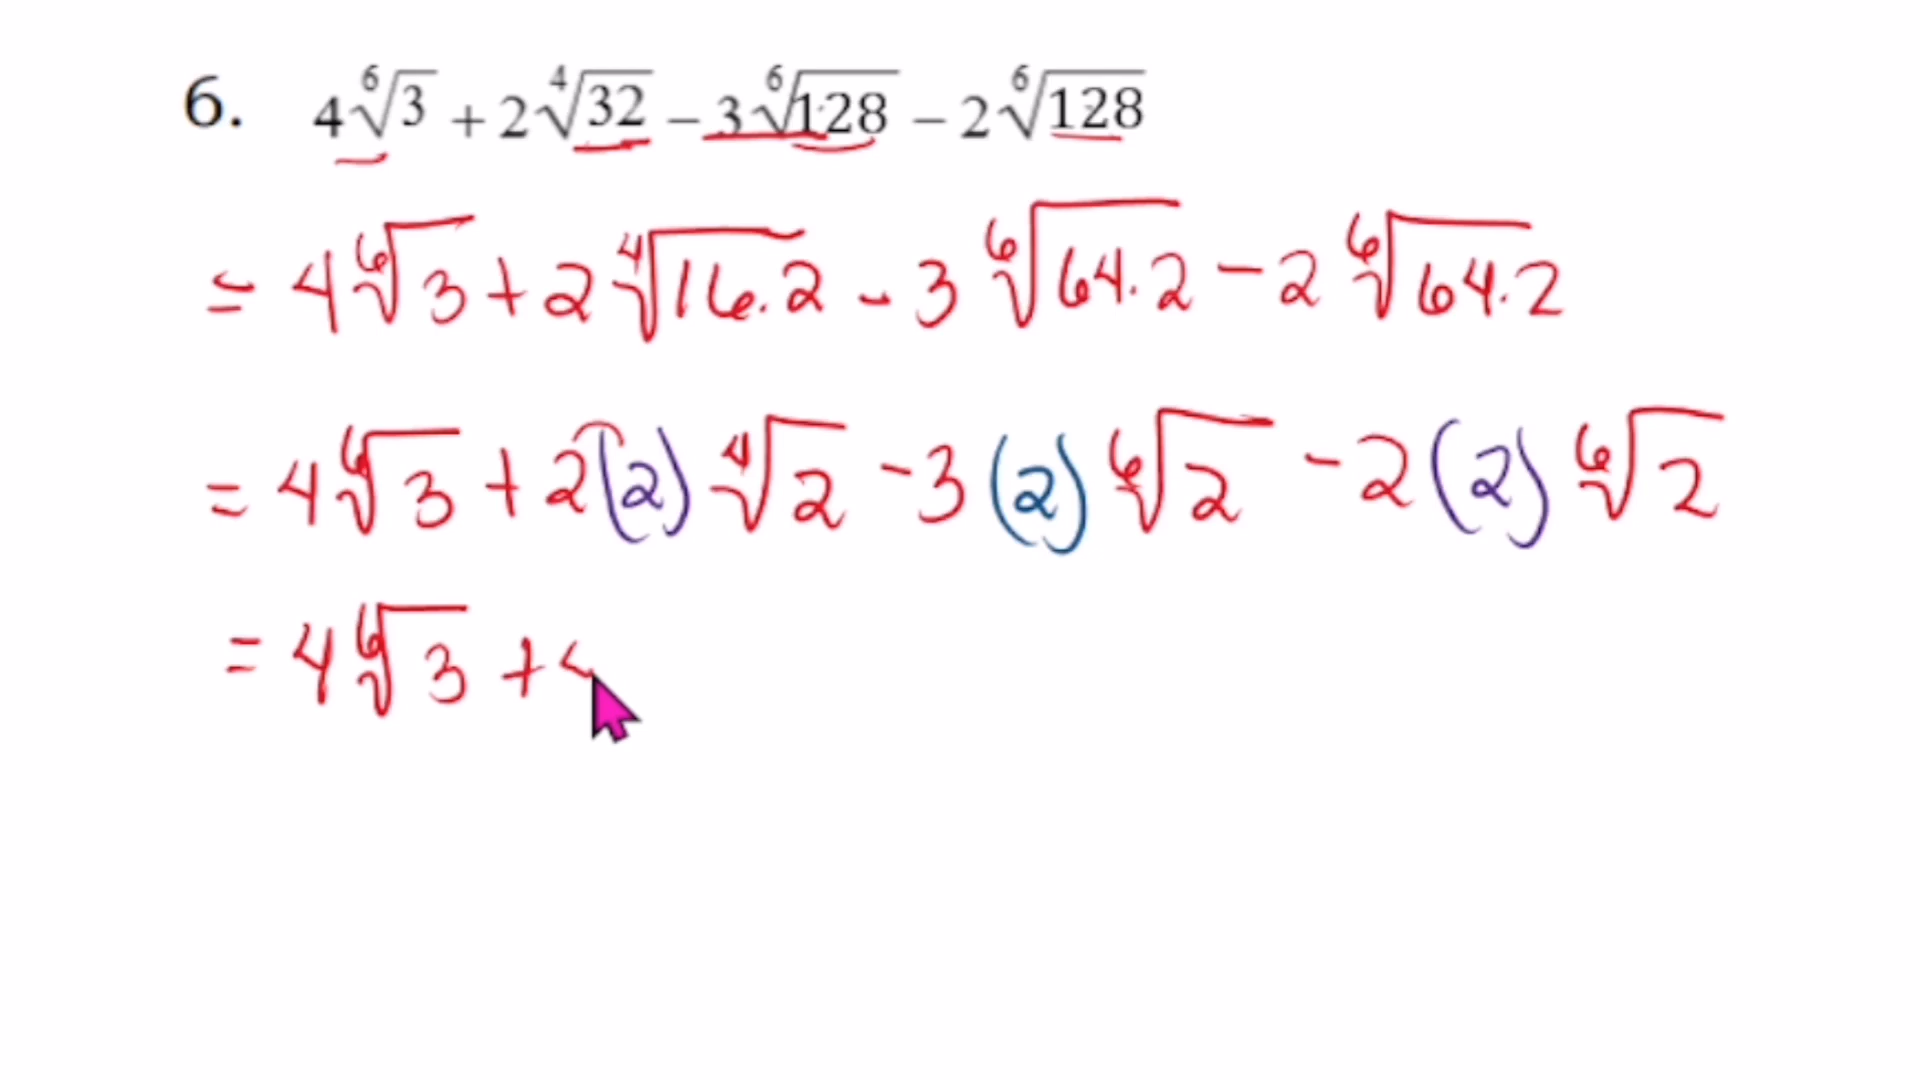 6. 4⁶√3 + 2⁴√32 − 3⁶√128 − 2⁶√128
= 4⁶√3 + 2⁴√16.2 - 3⁶√64.2 - 2⁶√64.2
= 4⁶√3 + 2(2)⁴√2 - 3(2)⁶√2 - 2(2)⁶√2
= 4⁶√3 +